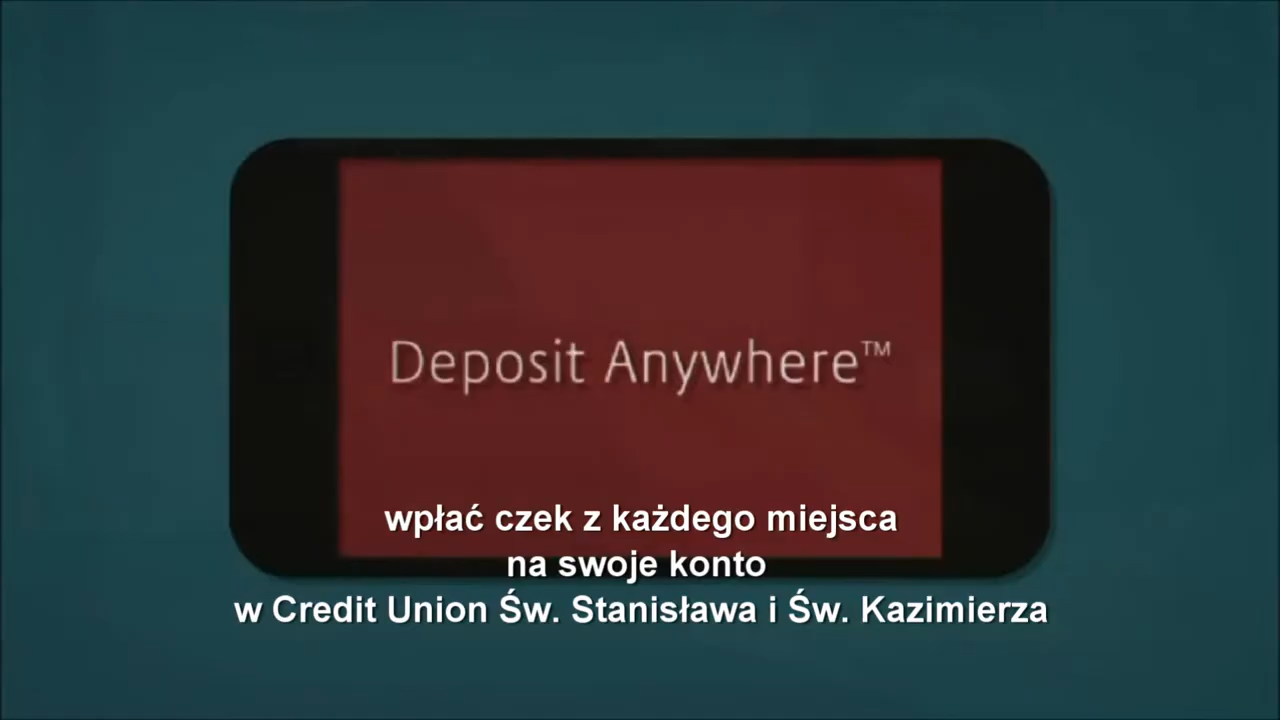 Deposit Anywhere™
wpłać czek z każdego miejsca
na swoje konto
w Credit Union Św. Stanisława i Św. Kazimierza